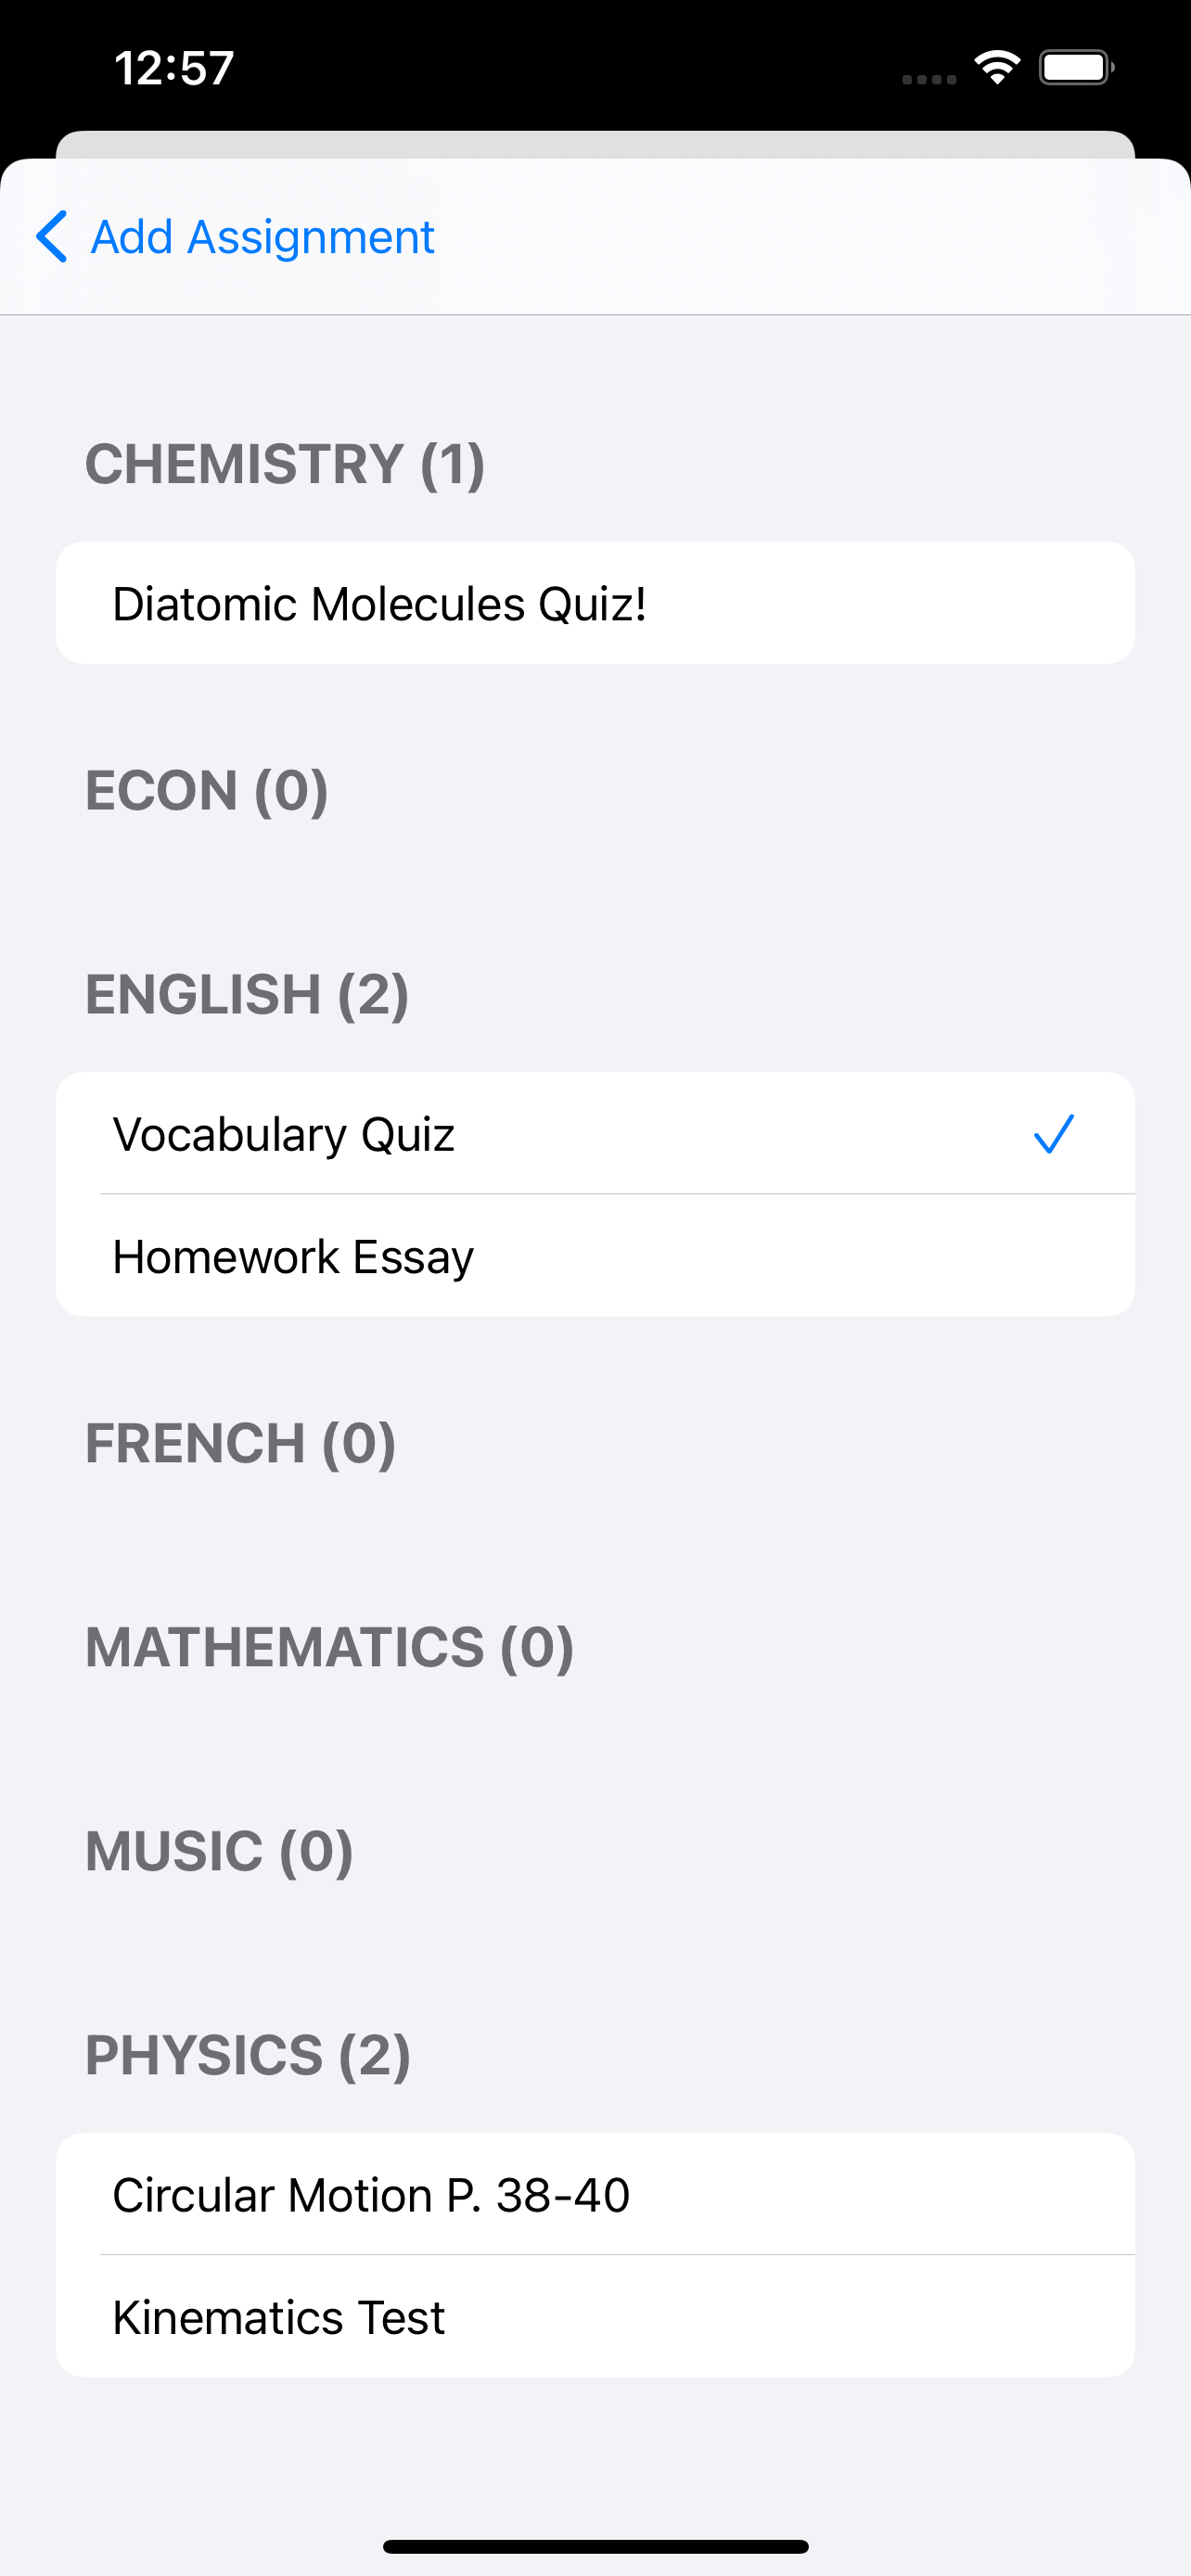 12:57
Add Assignment
CHEMISTRY (1)
Diatomic Molecules Quiz!
ECON (0)
ENGLISH (2)
Vocabulary Quiz
Homework Essay
FRENCH (0)
MATHEMATICS (0)
MUSIC (0)
PHYSICS (2)
Circular Motion P. 38-40
Kinematics Test